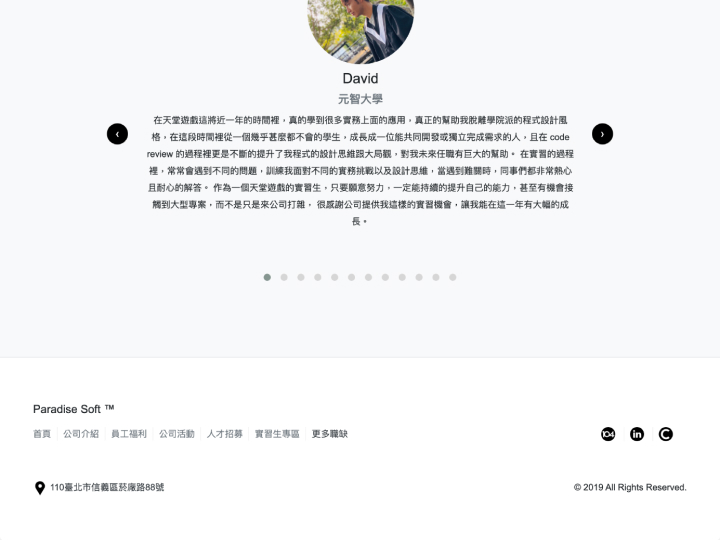 David
元智大學
在天堂遊戲這將近一年的時間裡，真的學到很多實務上面的應用，真正的幫助我脫離學院派的程式設計風
格，在這段時間裡從一個幾乎甚麼都不會的學生，成長成一位能共同開發或獨立完成需求的人，且在 code
review 的過程裡更是不斷的提升了我程式的設計思維跟大局觀，對我未來任職有巨大的幫助。 在實習的過程
裡，常常會遇到不同的問題，訓練我面對不同的實務挑戰以及設計思維，當遇到難關時，同事們都非常熱心
且耐心的解答。 作為一個天堂遊戲的實習生，只要願意努力，一定能持續的提升自己的能力，甚至有機會接
觸到大型專案，而不是只是來公司打雜， 很感謝公司提供我這樣的實習機會，讓我能在這一年有大幅的成
長。
Paradise Soft ™
首頁 公司介紹 員工福利 公司活動 人才招募 實習生專區 更多職缺
104 in C
110臺北市信義區菸廠路88號
© 2019 All Rights Reserved.